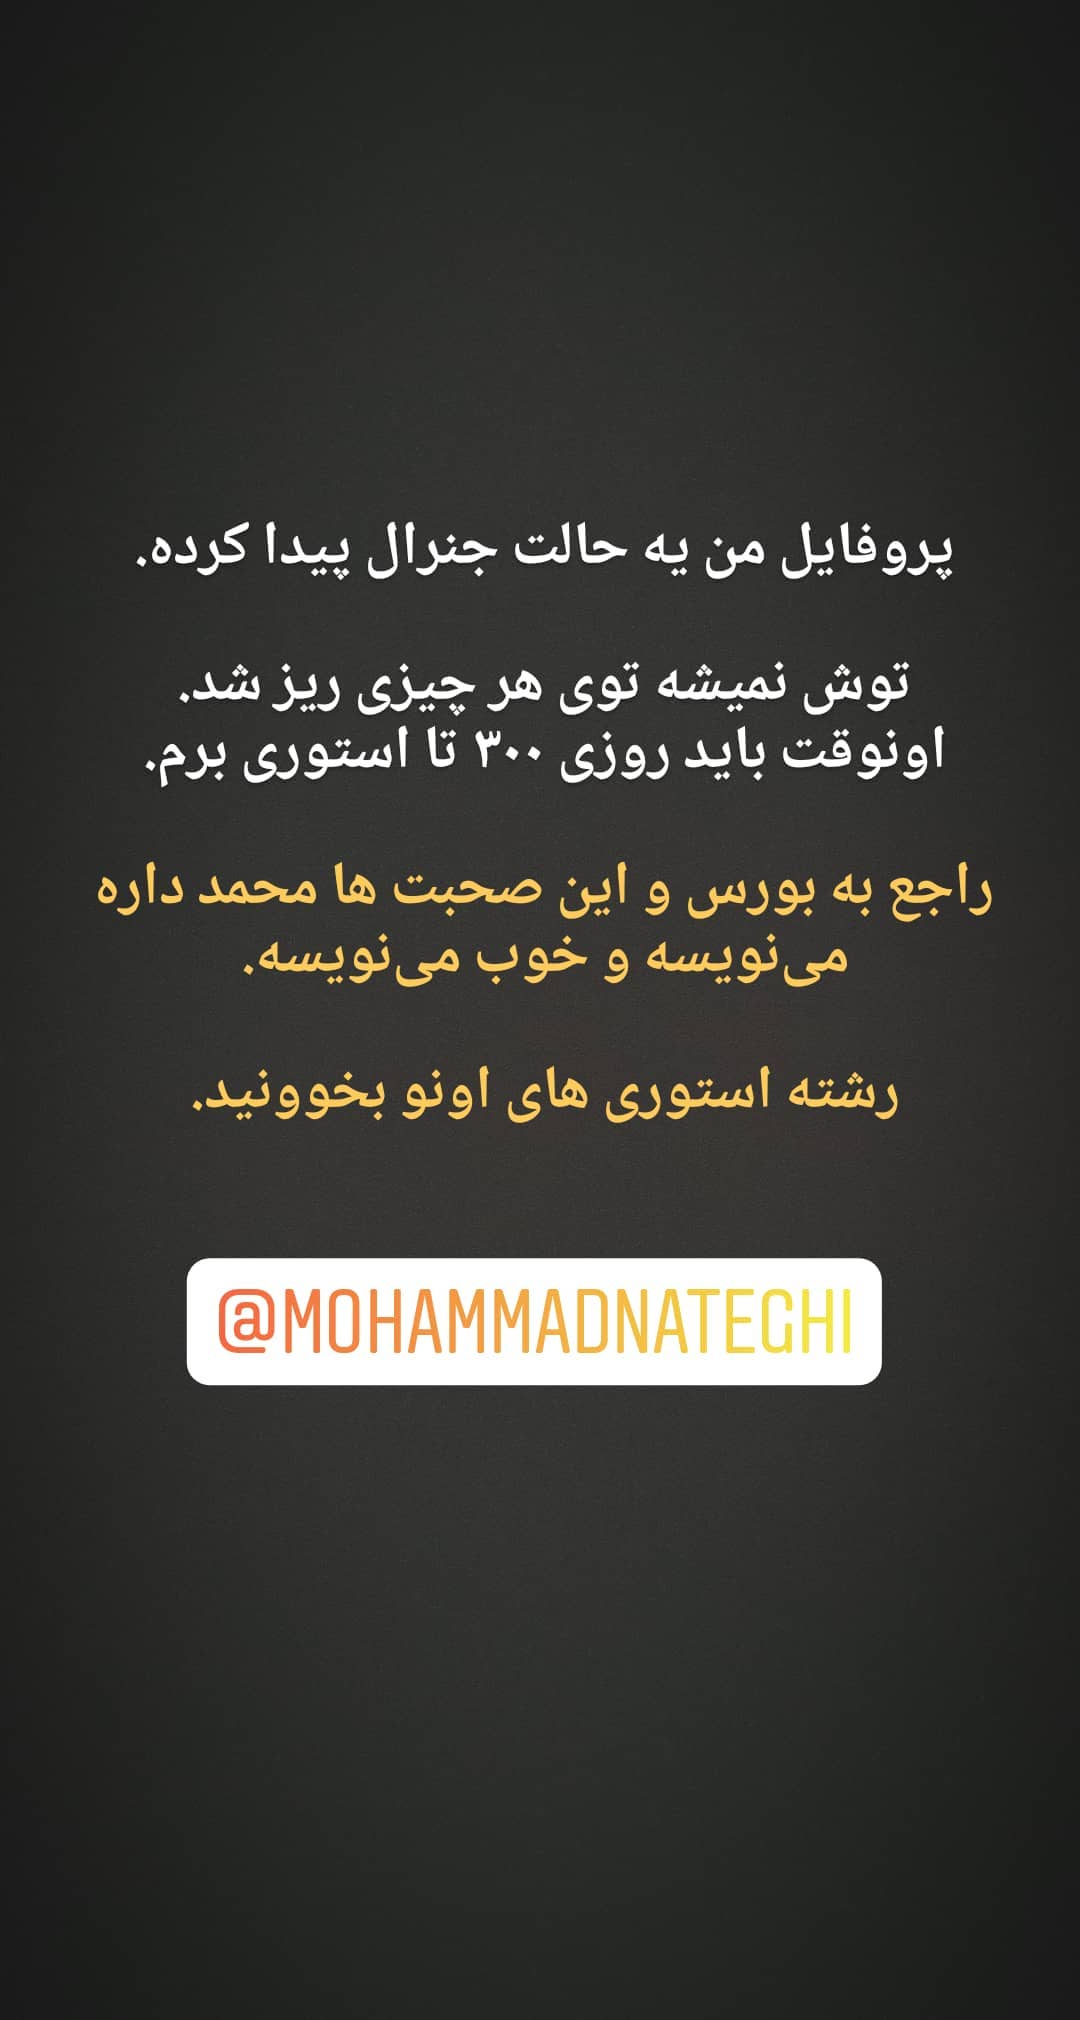 پروفایل من یه حالت جنرال پیدا کرده.
توش نمیشه توی هر چیزی ریز شد.
اونوقت باید روزی ۳۰۰ تا استوری برم.
راجع به بورس و این صحبت ها محمد داره
می‌نویسه و خوب می‌نویسه.
رشته استوری های اونو بخوونید.
@MOHAMMADNATEGHI